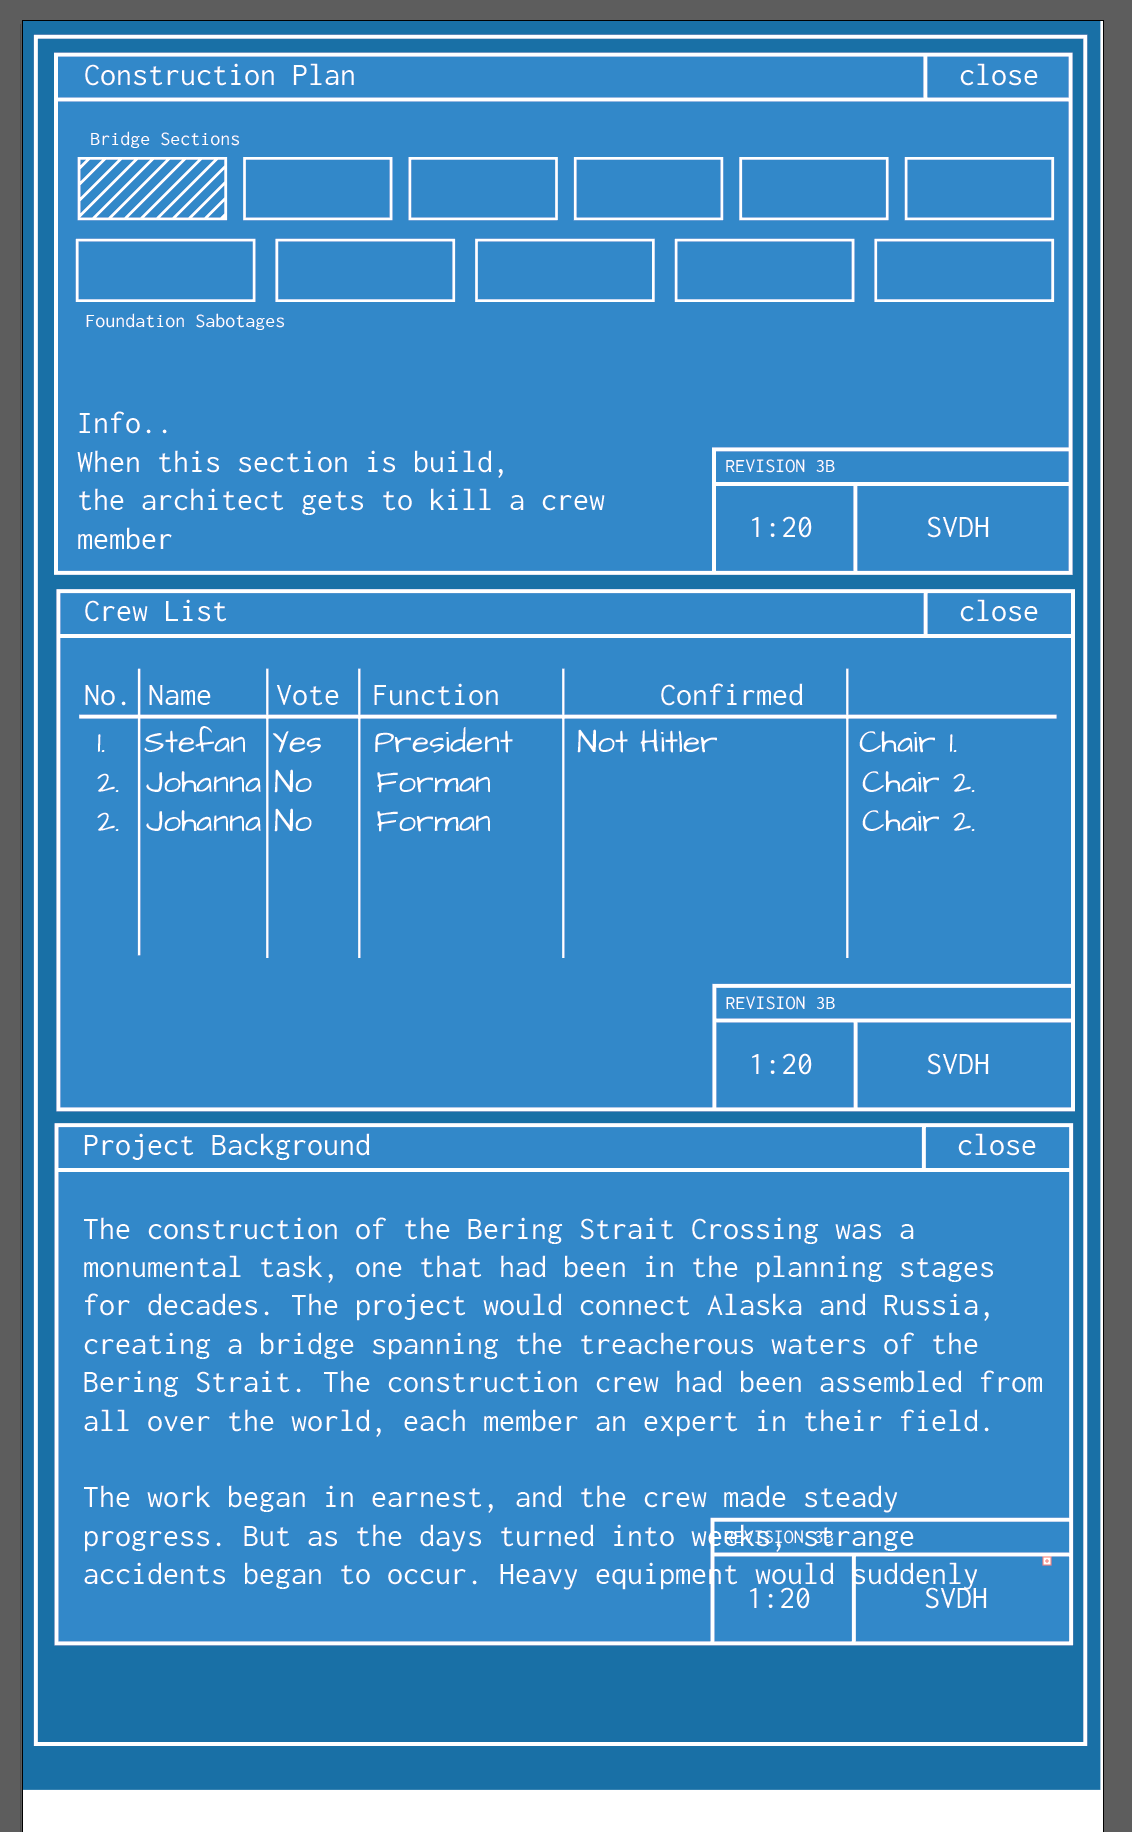 Construction Plan
close
Bridge Sections
Foundation Sabotages
Info..
When this section is build,
the architect gets to kill a crew
member
REVISION 3B
1:20 SVDH
Crew List
close
No. Name Vote Function Confirmed
1. Stefan Yes President Not Hitler Chair 1.
2. Johanna No Forman Chair 2.
2. Johanna No Forman Chair 2.
REVISION 3B
1:20 SVDH
Project Background
close
The construction of the Bering Strait Crossing was a
monumental task, one that had been in the planning stages
for decades. The project would connect Alaska and Russia,
creating a bridge spanning the treacherous waters of the
Bering Strait. The construction crew had been assembled from
all over the world, each member an expert in their field.
The work began in earnest, and the crew made steady
progress. But as the days turned into weeks, strange
accidents began to occur. Heavy equipment would suddenly
REVISION 3B
1:20 SVDH